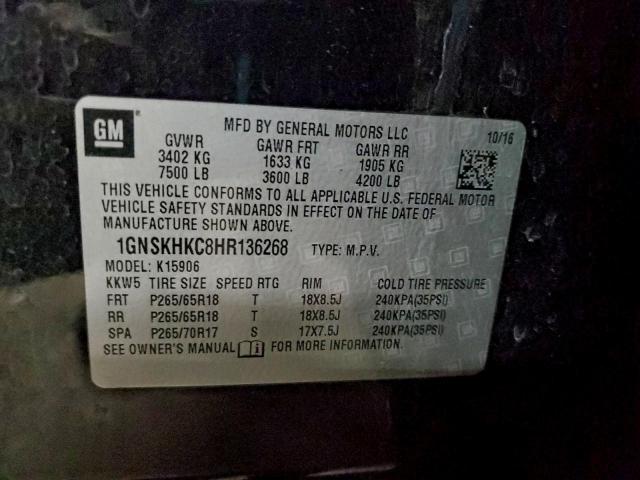 GM
MFD BY GENERAL MOTORS LLC 10/16
GVWR GAWR FRT GAWR RR
3402 KG 1633 KG 1905 KG
7500 LB 3600 LB 4200 LB
THIS VEHICLE CONFORMS TO ALL APPLICABLE U.S. FEDERAL MOTOR
VEHICLE SAFETY STANDARDS IN EFFECT ON THE DATE OF
MANUFACTURE SHOWN ABOVE.
1GNSKHKC8HR136268 TYPE: M.P.V.
MODEL: K15906
KKW5 TIRE SIZE SPEED RTG RIM COLD TIRE PRESSURE
FRT P265/65R18 T 18X8.5J 240KPA(35PSI)
RR P265/65R18 T 18X8.5J 240KPA(35PSI)
SPA P265/70R17 S 17X7.5J 240KPA(35PSI)
SEE OWNER'S MANUAL FOR MORE INFORMATION.